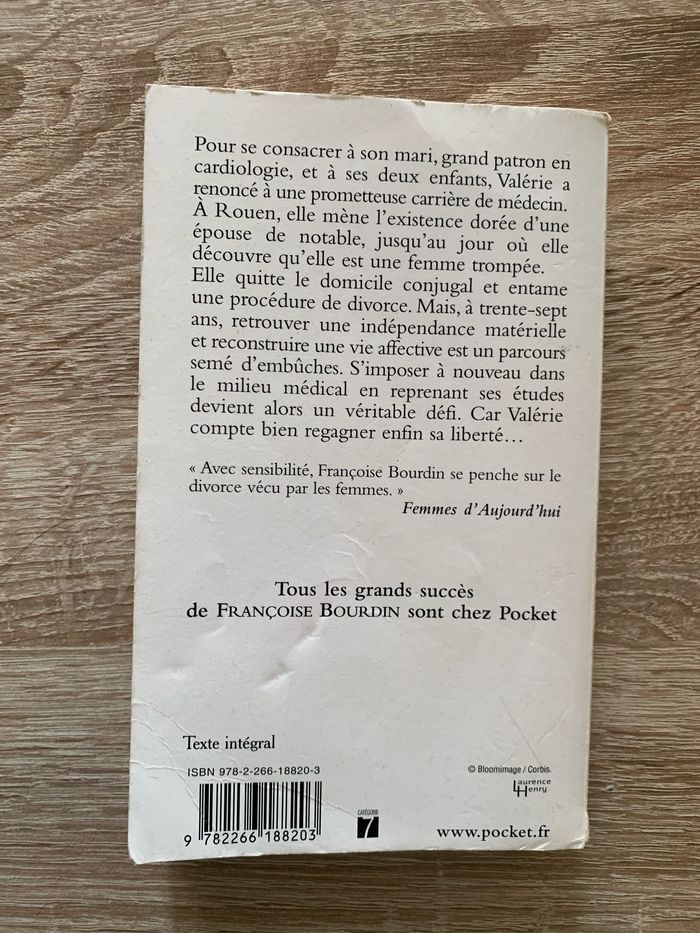 Pour se consacrer à son mari, grand patron en
cardiologie, et à ses deux enfants, Valérie a
renoncé à une prometteuse carrière de médecin.
À Rouen, elle mène l'existence dorée d'une
épouse de notable, jusqu'au jour où elle
découvre qu'elle est une femme trompée.
Elle quitte le domicile conjugal et entame
une procédure de divorce. Mais, à trente-sept
ans, retrouver une indépendance matérielle
et reconstruire une vie affective est un parcours
semé d'embûches. S'imposer à nouveau dans
le milieu médical en reprenant ses études
devient alors un véritable défi. Car Valérie
compte bien regagner enfin sa liberté…
« Avec sensibilité, Françoise Bourdin se penche sur le
divorce vécu par les femmes. »
Femmes d'Aujourd'hui
Tous les grands succès
de FRANÇOISE BOURDIN sont chez Pocket
Texte intégral
ISBN 978-2-266-18820-3
9 782266 188203
CATÉGORIE
7
© Bloomimage / Corbis.
Laurence
Henry
www.pocket.fr